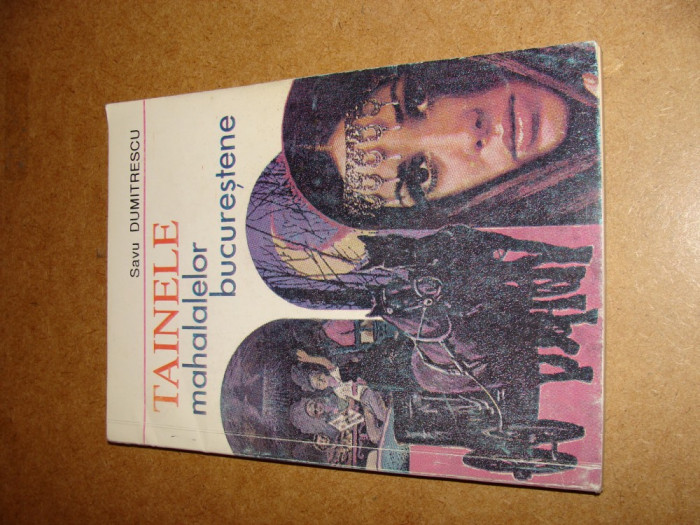 Savu DUMITRESCU
TAINELE
mahalalelor
bucureștene